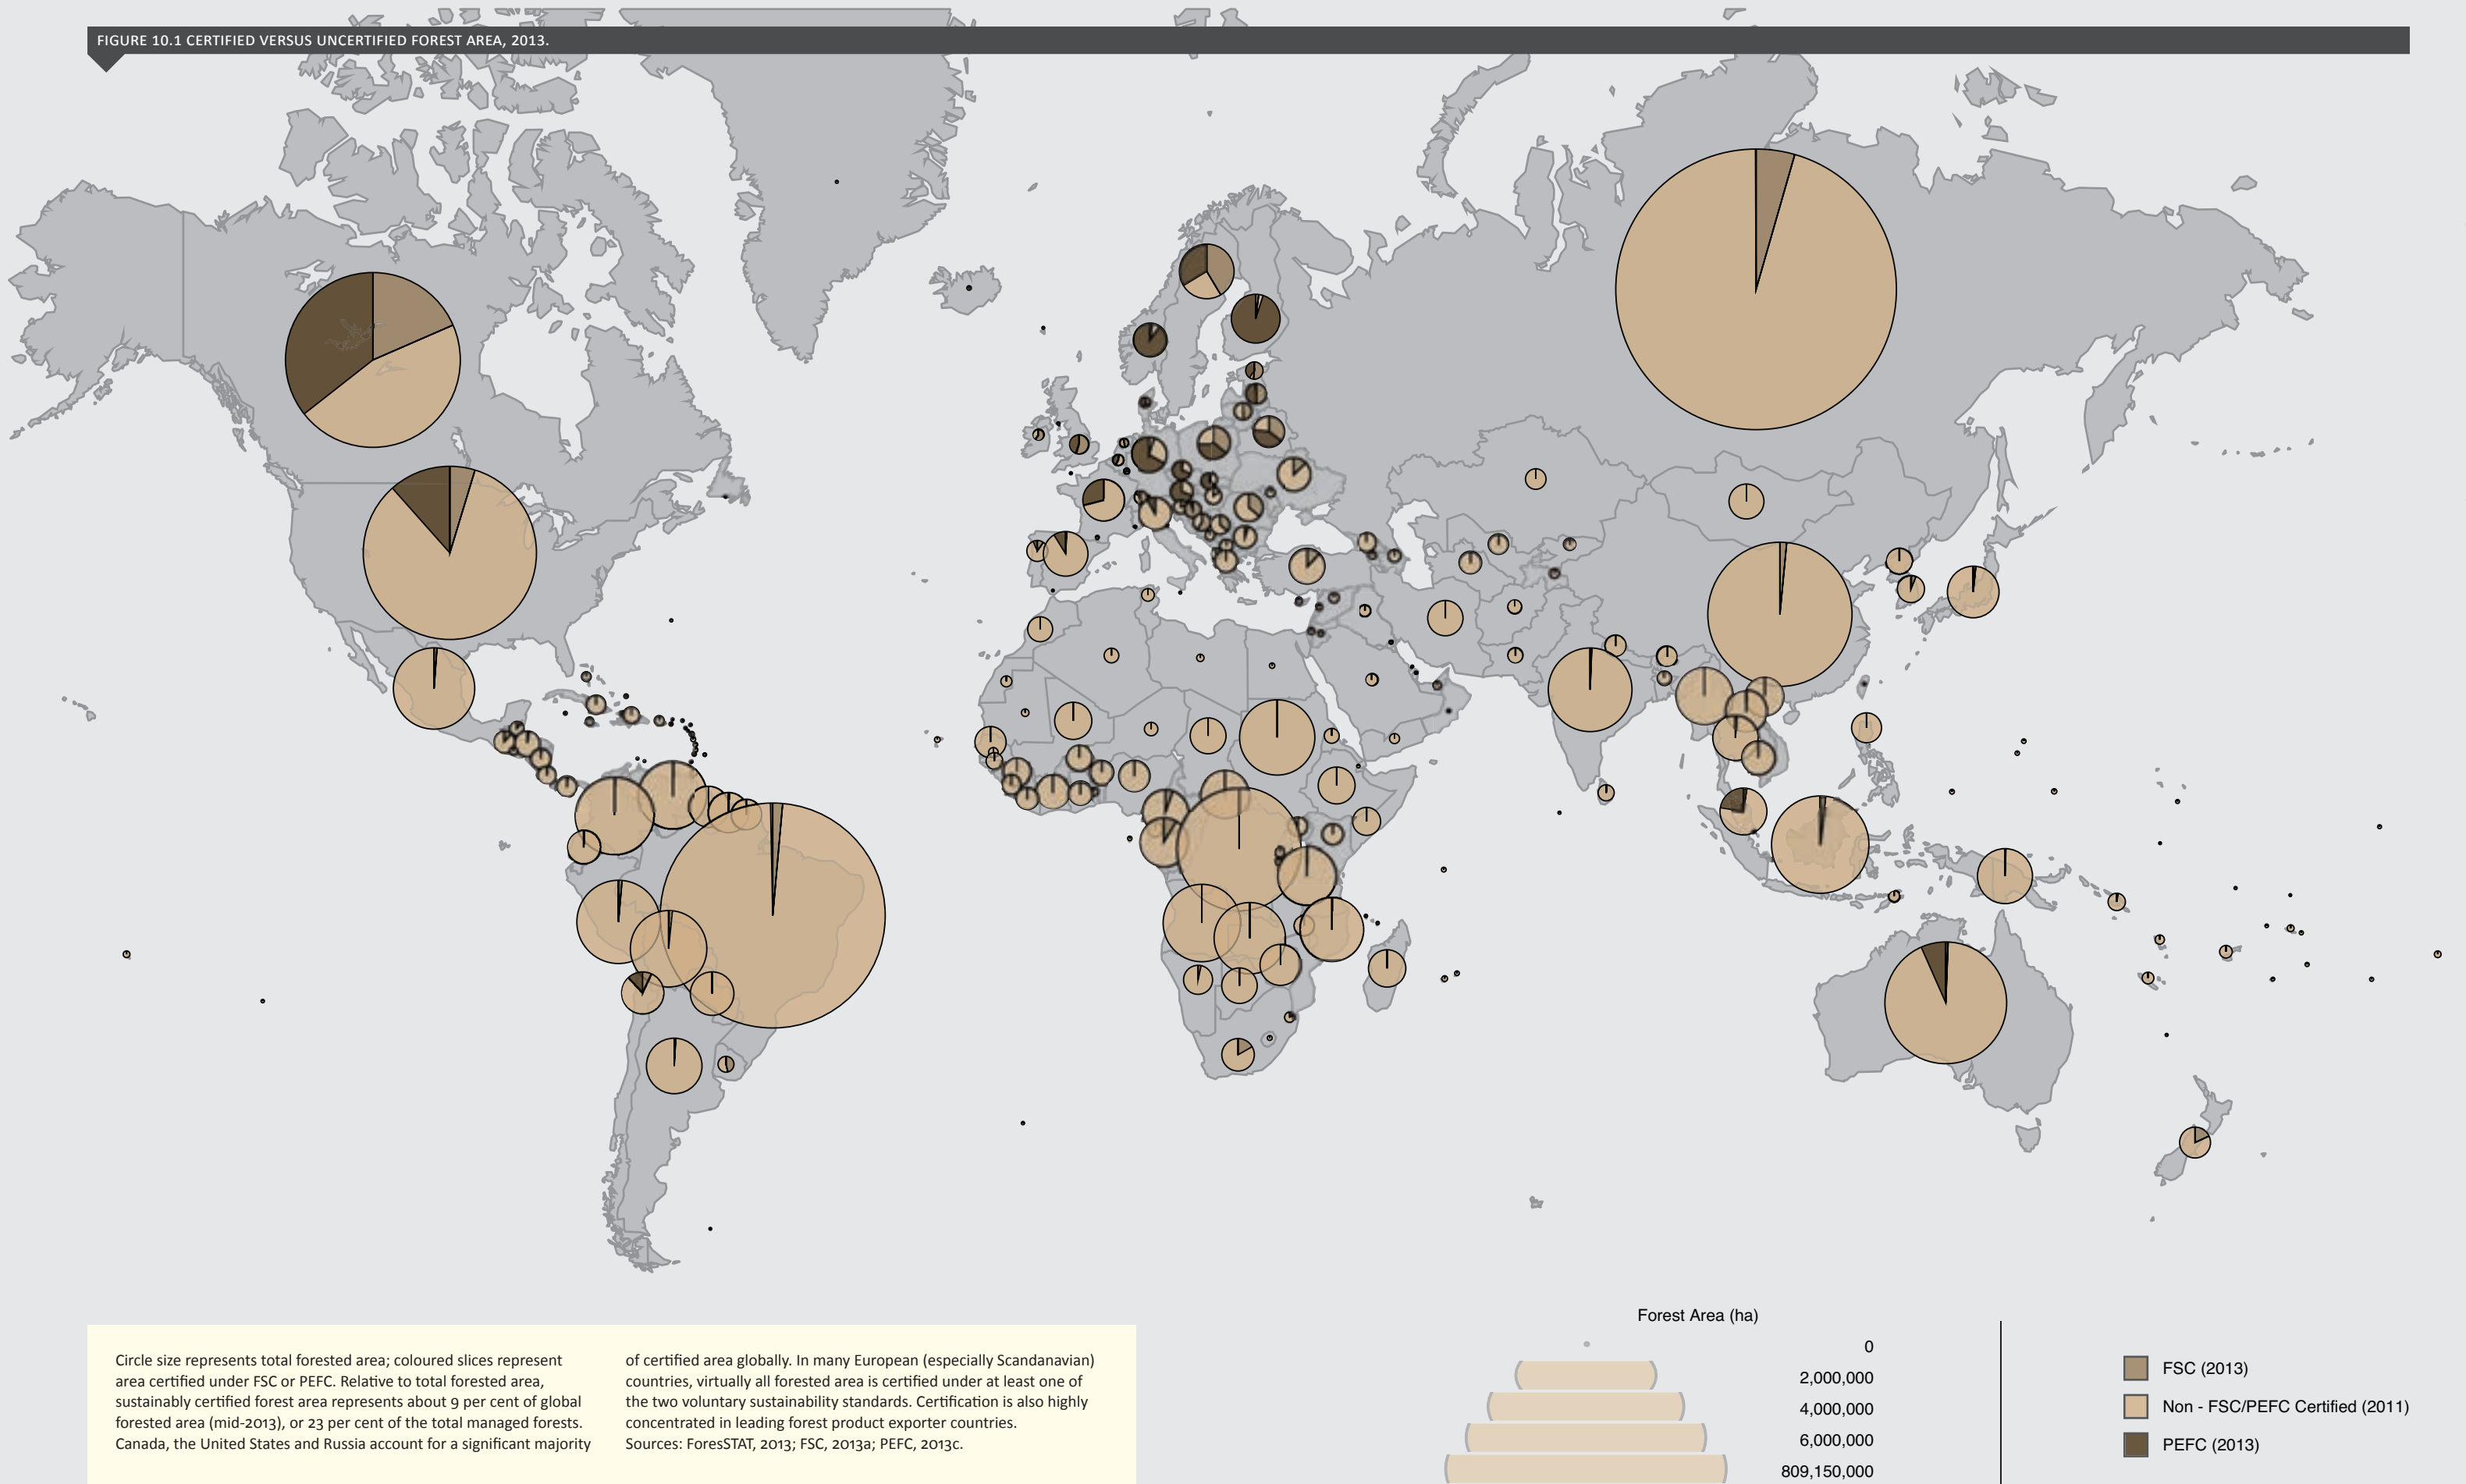 FIGURE 10.1 CERTIFIED VERSUS UNCERTIFIED FOREST AREA, 2013.
Circle size represents total forested area; coloured slices represent
area certified under FSC or PEFC. Relative to total forested area,
sustainably certified forest area represents about 9 per cent of global
forested area (mid-2013), or 23 per cent of the total managed forests.
Canada, the United States and Russia account for a significant majority
of certified area globally. In many European (especially Scandanavian)
countries, virtually all forested area is certified under at least one of
the two voluntary sustainability standards. Certification is also highly
concentrated in leading forest product exporter countries.
Sources: ForesSTAT, 2013; FSC, 2013a; PEFC, 2013c.
Forest Area (ha)
0
2,000,000
4,000,000
6,000,000
809,150,000
FSC (2013)
Non - FSC/PEFC Certified (2011)
PEFC (2013)